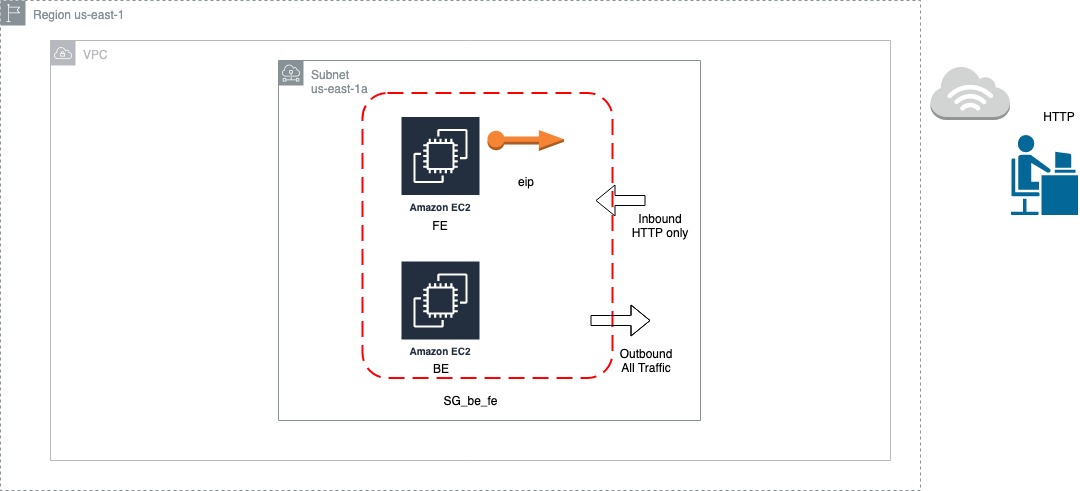 Region us-east-1
VPC
Subnet
us-east-1a
HTTP
eip
Amazon EC2
FE
Inbound
HTTP only
Amazon EC2
BE
Outbound
All Traffic
SG_be_fe